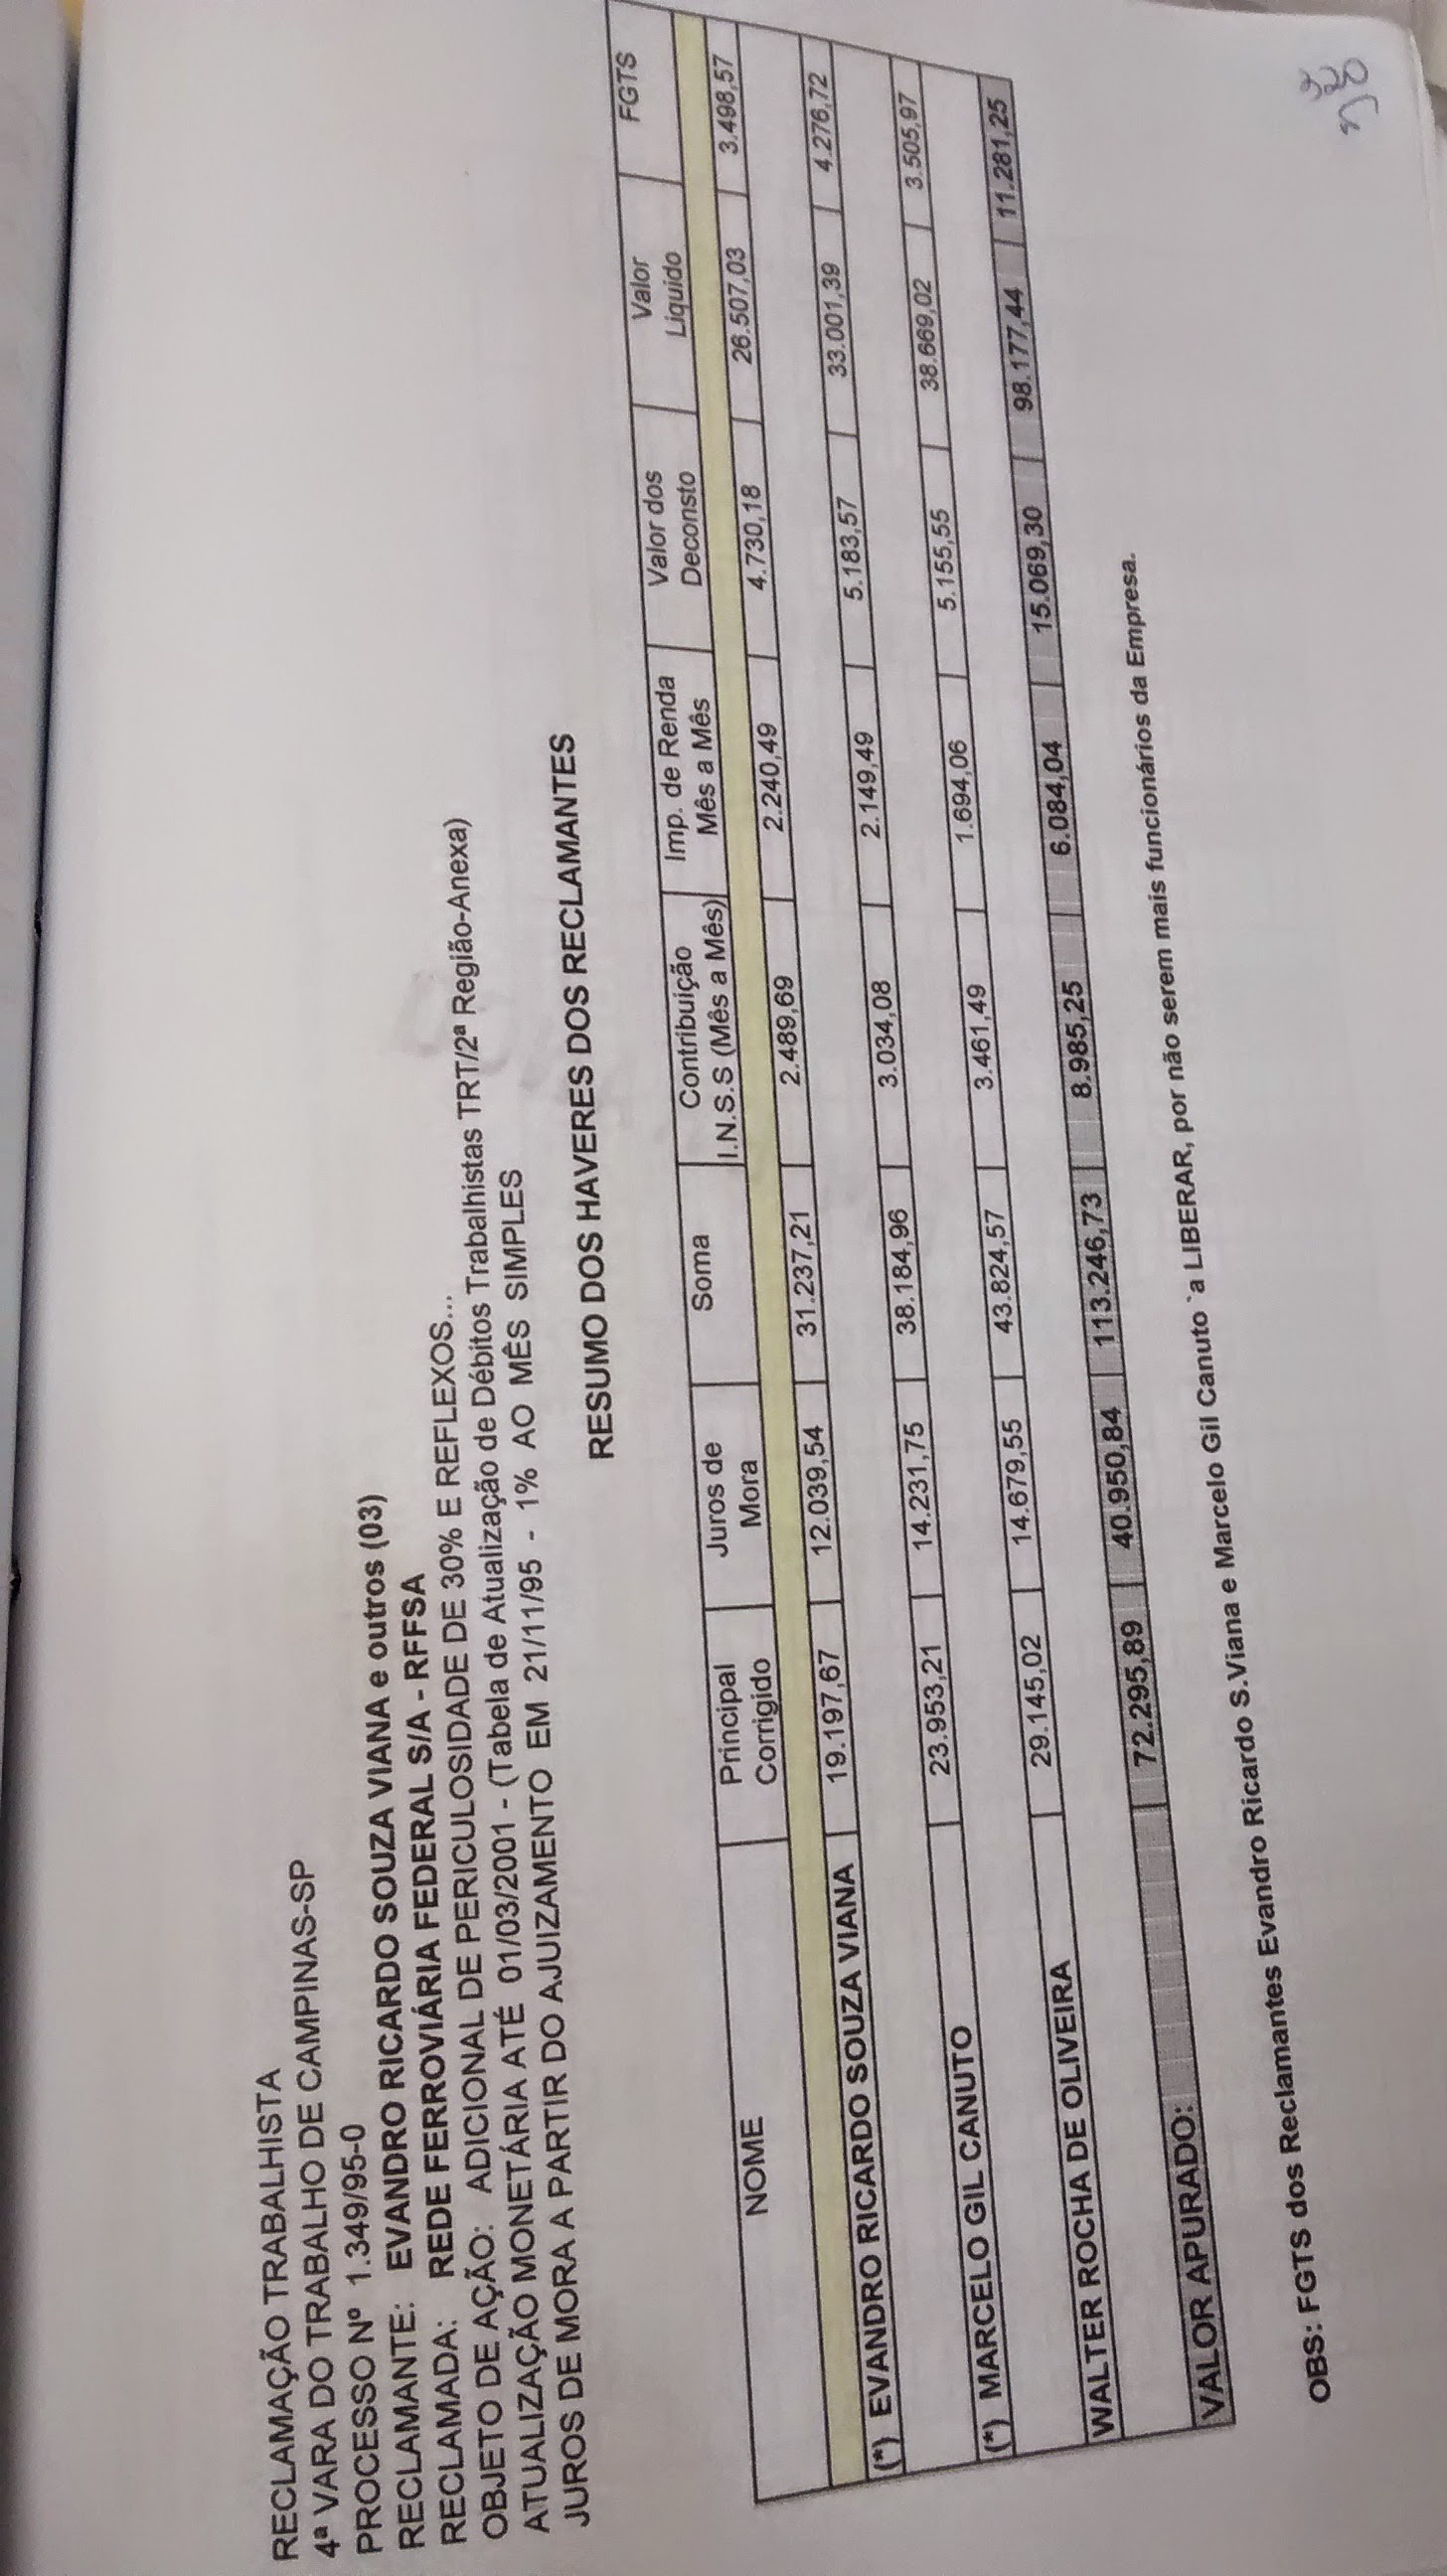 RECLAMAÇÃO TRABALHISTA
4ª VARA DO TRABALHO DE CAMPINAS-SP
PROCESSO Nº 1.349/95-0
RECLAMANTE: EVANDRO RICARDO SOUZA VIANA e outros (03)
RECLAMADA: REDE FERROVIÁRIA FEDERAL S/A - RFFSA
OBJETO DE AÇÃO: ADICIONAL DE PERICULOSIDADE DE 30% E REFLEXOS...
ATUALIZAÇÃO MONETÁRIA ATÉ 01/03/2001 - (Tabela de Atualização de Débitos Trabalhistas TRT/2ª Região-Anexa)
JUROS DE MORA A PARTIR DO AJUIZAMENTO EM 21/11/95 - 1% AO MÊS SIMPLES
RESUMO DOS HAVERES DOS RECLAMANTES
NOME Principal Corrigido Juros de Mora Soma Contribuição I.N.S.S (Mês a Mês) Imp. de Renda Mês a Mês Valor dos Deconsto Valor Liquido FGTS
(*) EVANDRO RICARDO SOUZA VIANA 19.197,67 12.039,54 31.237,21 2.489,69 2.240,49 4.730,18 26.507,03 3.498,57
(*) MARCELO GIL CANUTO 23.953,21 14.231,75 38.184,96 3.034,08 2.149,49 5.183,57 33.001,39 4.276,72
WALTER ROCHA DE OLIVEIRA 29.145,02 14.679,55 43.824,57 3.461,49 1.694,06 5.155,55 38.669,02 3.505,97
VALOR APURADO: 72.295,89 40.950,84 113.246,73 8.985,25 6.084,04 15.069,30 98.177,44 11.281,25
OBS: FGTS dos Reclamantes Evandro Ricardo S.Viana e Marcelo Gil Canuto `a LIBERAR, por não serem mais funcionários da Empresa.